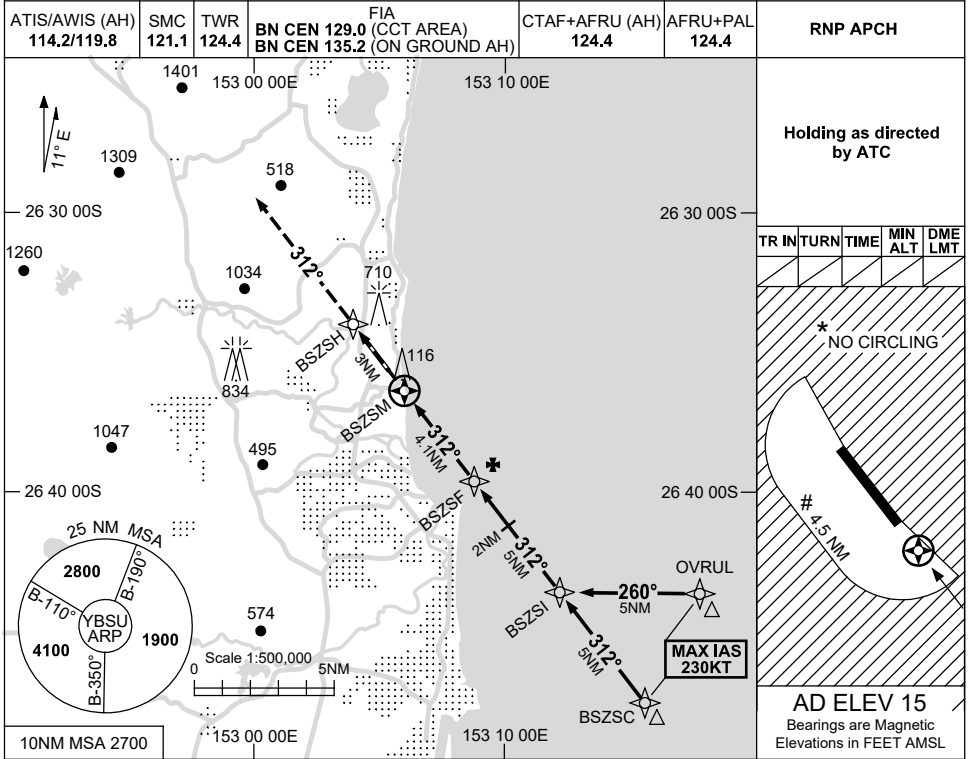 ATIS/AWIS (AH)
114.2/119.8
SMC
121.1
TWR
124.4
FIA
BN CEN 129.0 (CCT AREA)
BN CEN 135.2 (ON GROUND AH)
CTAF+AFRU (AH)
124.4
AFRU+PAL
124.4
RNP APCH
1401
153 00 00E
153 10 00E
11° E
1309
518
Holding as directed
by ATC
26 30 00S
26 30 00S
TR IN
TURN
TIME
MIN
ALT
DME
LMT
312°
1260
1034
710
*
NO CIRCLING
BSZSH
3NM
116
834
BSZSM
1047
495
312°
4.1NM
26 40 00S
26 40 00S
BSZSF
# 4.5 NM
2NM
312°
5NM
25 NM MSA
2800
B-190°
B-110°
YBSU
ARP
4100
1900
B-350°
OVRUL
260°
5NM
BSZSI
574
Scale 1:500,000
0
5NM
312°
5NM
MAX IAS
230KT
BSZSC
AD ELEV 15
Bearings are Magnetic
Elevations in FEET AMSL
10NM MSA 2700
153 00 00E
153 10 00E